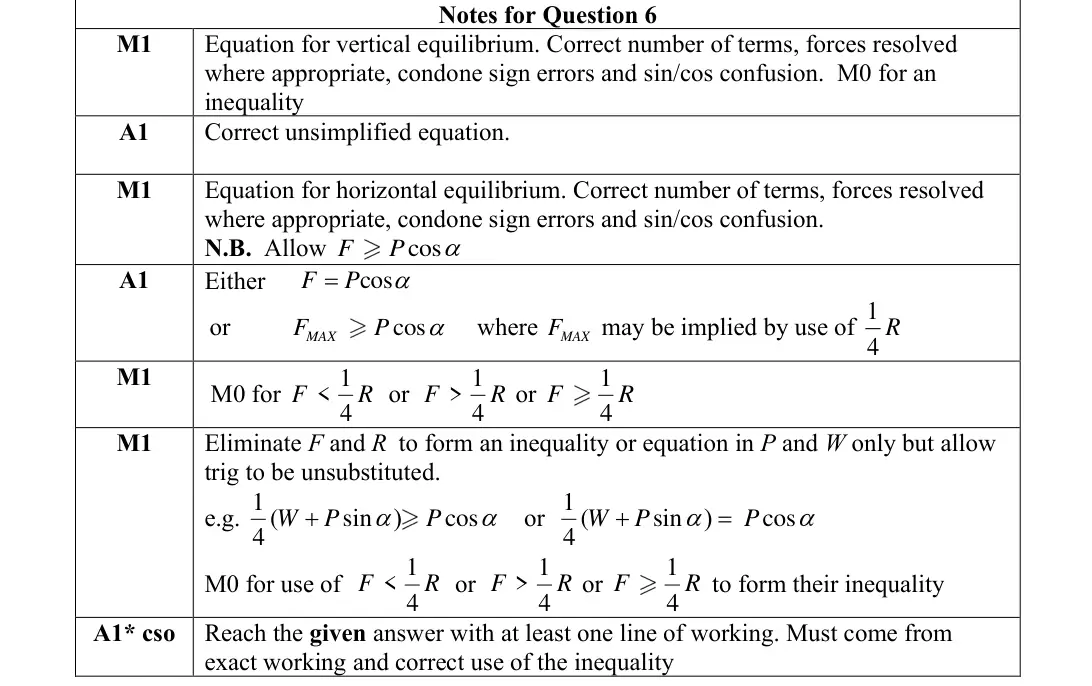 Notes for Question 6
M1 Equation for vertical equilibrium. Correct number of terms, forces resolved
where appropriate, condone sign errors and sin/cos confusion. M0 for an
inequality
A1 Correct unsimplified equation.
M1 Equation for horizontal equilibrium. Correct number of terms, forces resolved
where appropriate, condone sign errors and sin/cos confusion.
N.B. Allow F ⩾ P cos α
A1 Either F = Pcos α
or F_MAX ⩾ P cos α where F_MAX may be implied by use of 1/4 R
M1 M0 for F < 1/4 R or F > 1/4 R or F ⩾ 1/4 R
M1 Eliminate F and R to form an inequality or equation in P and W only but allow
trig to be unsubstituted.
e.g. 1/4 (W + P sin α) ⩾ P cos α or 1/4 (W + P sin α) = P cos α
M0 for use of F < 1/4 R or F > 1/4 R or F ⩾ 1/4 R to form their inequality
A1* cso Reach the given answer with at least one line of working. Must come from
exact working and correct use of the inequality